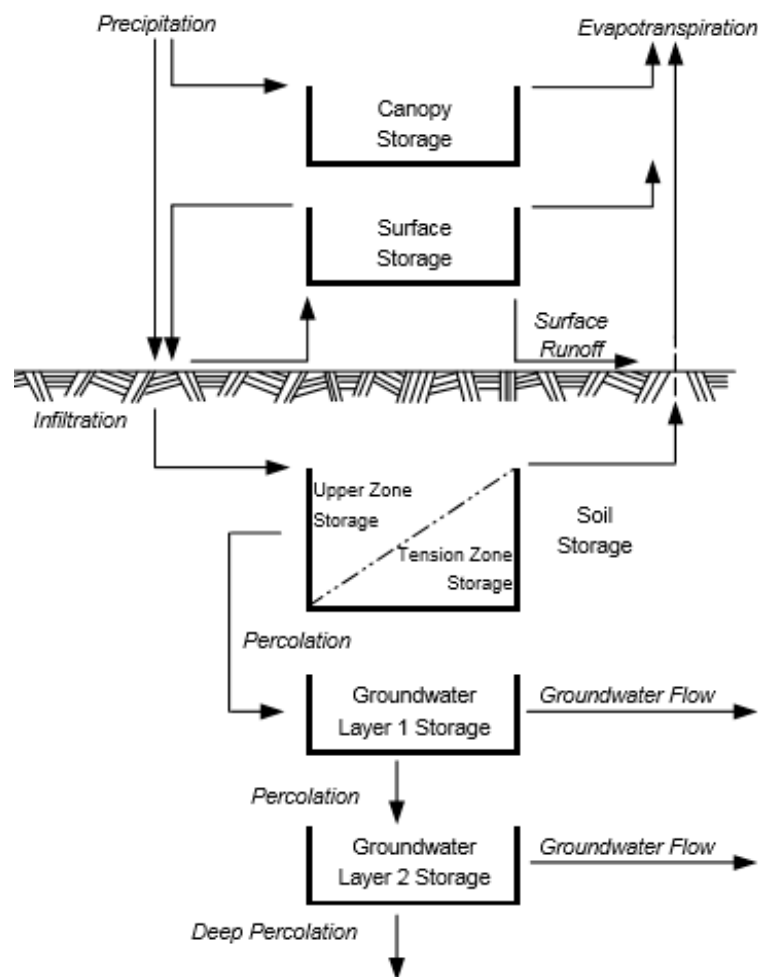 Precipitation
Evapotranspiration
Canopy
Storage
Surface
Storage
Surface
Runoff
Infiltration
Upper Zone
Storage
Tension Zone
Storage
Soil
Storage
Percolation
Groundwater
Layer 1 Storage
Groundwater Flow
Percolation
Groundwater
Layer 2 Storage
Groundwater Flow
Deep Percolation